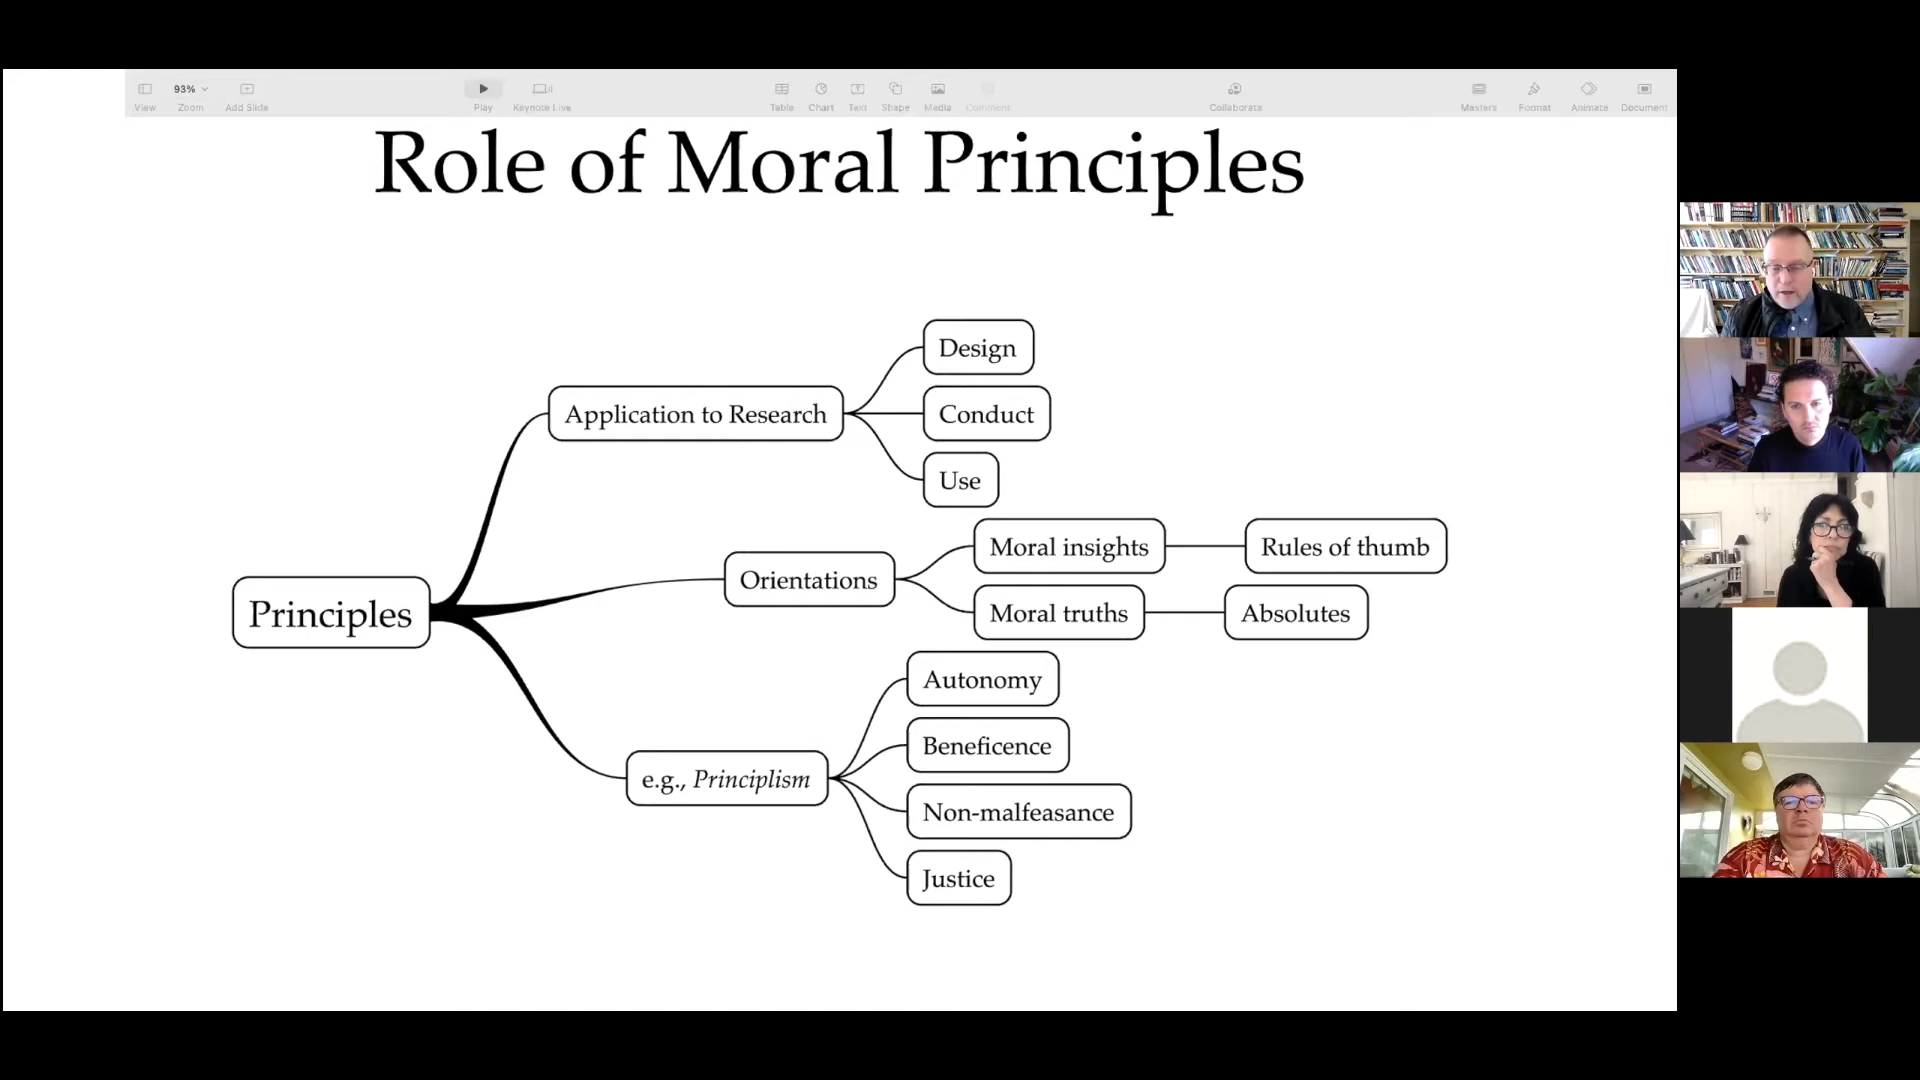 93%
View
Zoom
Add Slide
Play
Keynote Live
Table
Chart
Text
Shape
Media
Comment
Collaborate
Masters
Format
Animate
Document
Role of Moral Principles
Principles
Application to Research
Design
Conduct
Use
Orientations
Moral insights
Rules of thumb
Moral truths
Absolutes
e.g., Principlism
Autonomy
Beneficence
Non-malfeasance
Justice